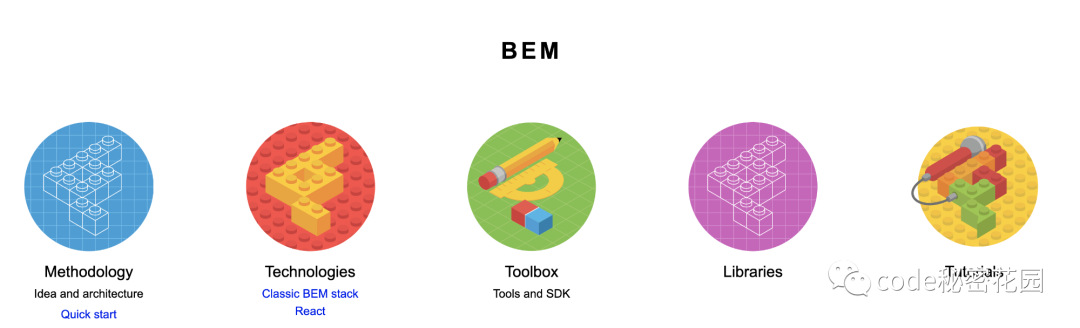 BEM
Methodology
Idea and architecture
Quick start
Technologies
Classic BEM stack
React
Toolbox
Tools and SDK
Libraries
Tutorials
code秘密花园